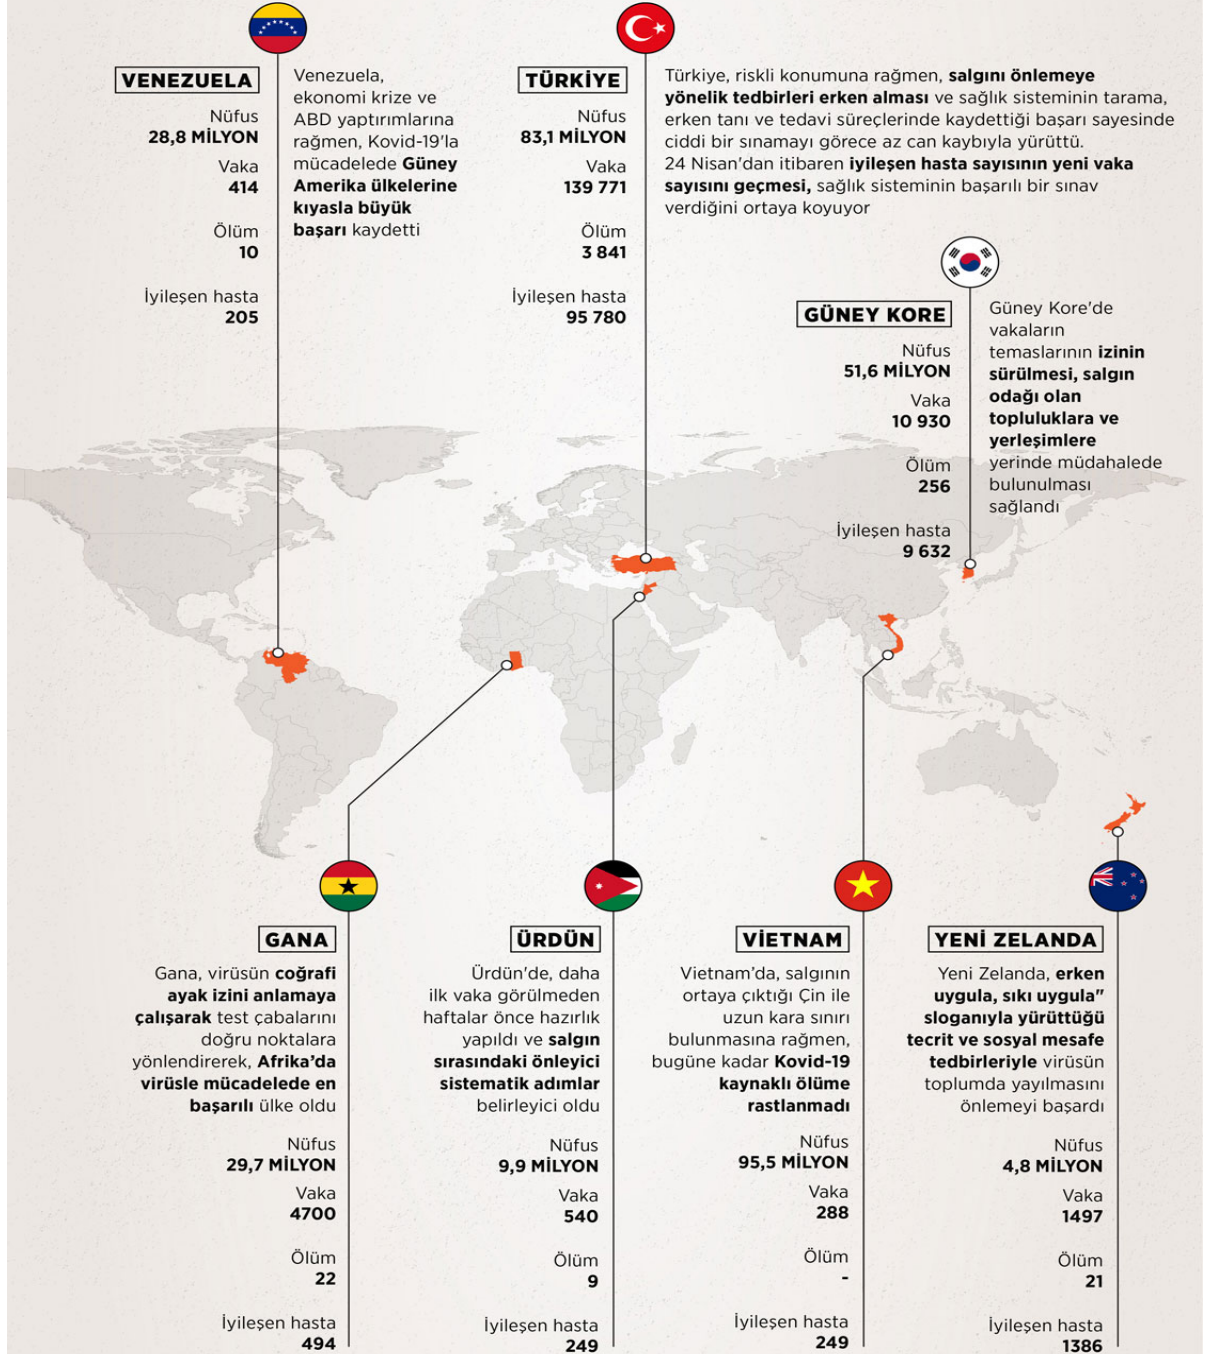 VENEZUELA
Nüfus
28,8 MİLYON
Vaka
414
Ölüm
10
İyileşen hasta
205
Venezuela,
ekonomi krize ve
ABD yaptırımlarına
rağmen, Kovid-19'la
mücadelede Güney
Amerika ülkelerine
kıyasla büyük
başarı kaydetti
TÜRKİYE
Nüfus
83,1 MİLYON
Vaka
139 771
Ölüm
3 841
İyileşen hasta
95 780
Türkiye, riskli konumuna rağmen, salgını önlemeye
yönelik tedbirleri erken alması ve sağlık sisteminin tarama,
erken tanı ve tedavi süreçlerinde kaydettiği başarı sayesinde
ciddi bir sınamayı görece az can kaybıyla yürüttü.
24 Nisan'dan itibaren iyileşen hasta sayısının yeni vaka
sayısını geçmesi, sağlık sisteminin başarılı bir sınav
verdiğini ortaya koyuyor
GÜNEY KORE
Nüfus
51,6 MİLYON
Vaka
10 930
Ölüm
256
İyileşen hasta
9 632
Güney Kore'de
vakaların
temaslarının izinin
sürülmesi, salgın
odağı olan
topluluklara ve
yerleşimlere
yerinde müdahalede
bulunulması
sağlandı
GANA
Gana, virüsün coğrafi
ayak izini anlamaya
çalışarak test çabalarını
doğru noktalara
yönlendirerek, Afrika’da
virüsle mücadelede en
başarılı ülke oldu
Nüfus
29,7 MİLYON
Vaka
4700
Ölüm
22
İyileşen hasta
494
ÜRDÜN
Ürdün'de, daha
ilk vaka görülmeden
haftalar önce hazırlık
yapıldı ve salgın
sırasındaki önleyici
sistematik adımlar
belirleyici oldu
Nüfus
9,9 MİLYON
Vaka
540
Ölüm
9
İyileşen hasta
249
VİETNAM
Vietnam’da, salgının
ortaya çıktığı Çin ile
uzun kara sınırı
bulunmasına rağmen,
bugüne kadar Kovid-19
kaynaklı ölüme
rastlanmadı
Nüfus
95,5 MİLYON
Vaka
288
Ölüm
-
İyileşen hasta
249
YENİ ZELANDA
Yeni Zelanda, erken
uygula, sıkı uygula"
sloganıyla yürüttüğü
tecrit ve sosyal mesafe
tedbirleriyle virüsün
toplumda yayılmasını
önlemeyi başardı
Nüfus
4,8 MİLYON
Vaka
1497
Ölüm
21
İyileşen hasta
1386